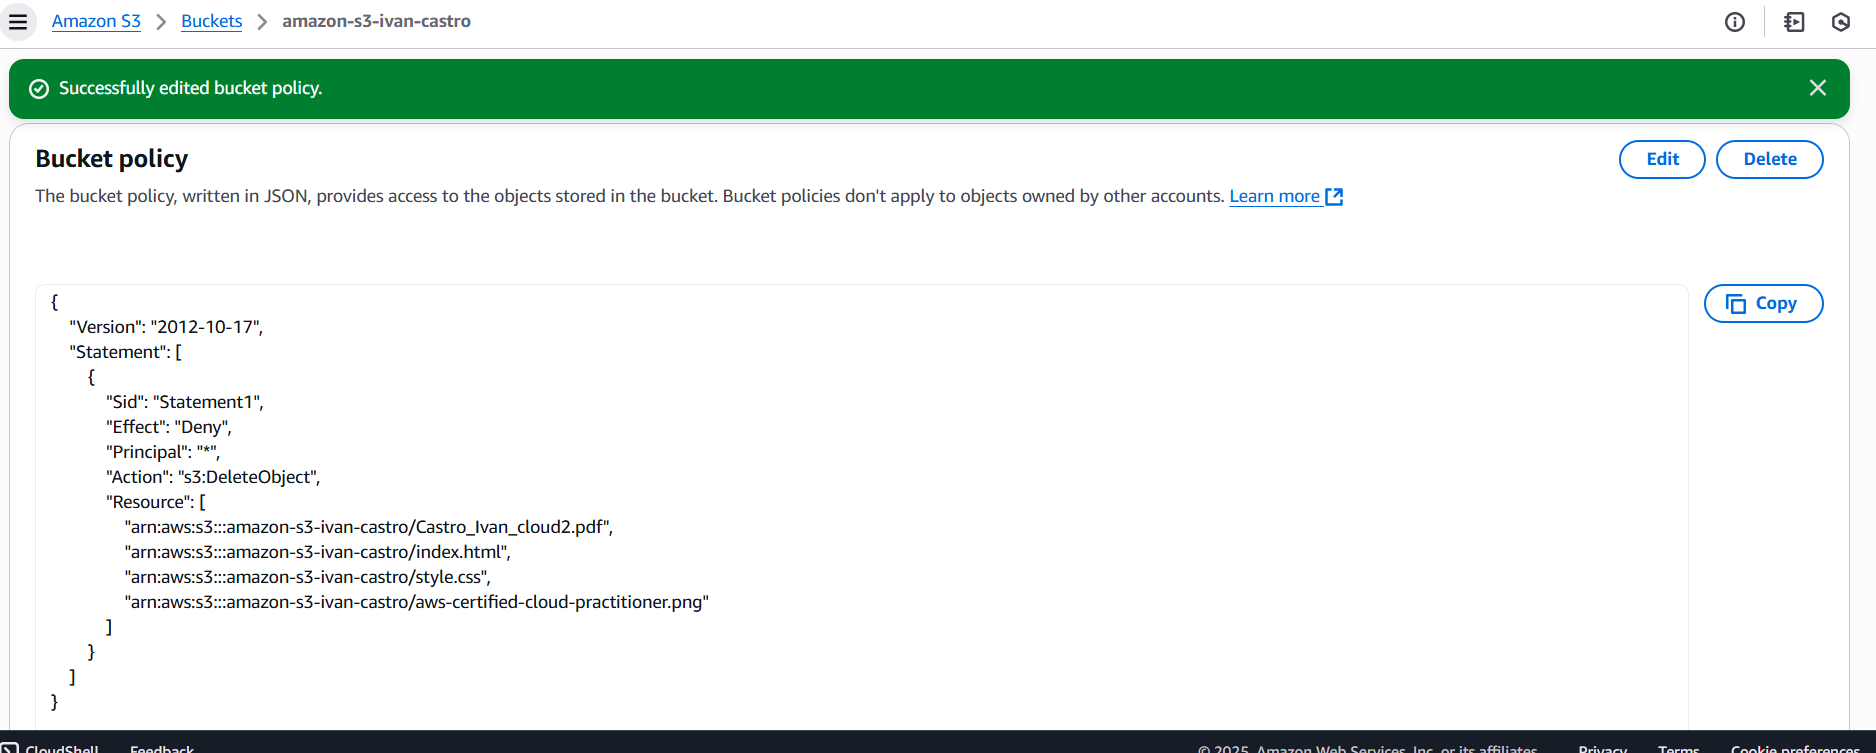 Amazon S3 > Buckets > amazon-s3-ivan-castro
Successfully edited bucket policy.
Bucket policy
Edit
Delete
The bucket policy, written in JSON, provides access to the objects stored in the bucket. Bucket policies don't apply to objects owned by other accounts. Learn more
{
"Version": "2012-10-17",
"Statement": [
{
"Sid": "Statement1",
"Effect": "Deny",
"Principal": "*",
"Action": "s3:DeleteObject",
"Resource": [
"arn:aws:s3:::amazon-s3-ivan-castro/Castro_Ivan_cloud2.pdf",
"arn:aws:s3:::amazon-s3-ivan-castro/index.html",
"arn:aws:s3:::amazon-s3-ivan-castro/style.css",
"arn:aws:s3:::amazon-s3-ivan-castro/aws-certified-cloud-practitioner.png"
]
}
]
}
Copy
CloudShell Feedback © 2025, Amazon Web Services, Inc. or its affiliates. Privacy Terms Cookie preferences